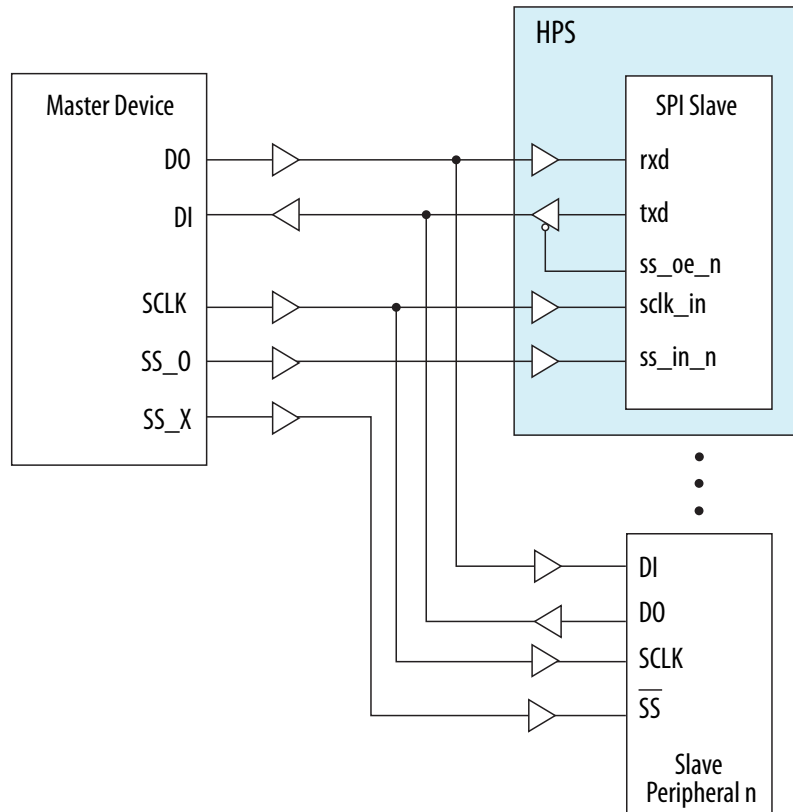 HPS
Master Device
SPI Slave
DO
rxd
DI
txd
ss_oe_n
SCLK
sclk_in
SS_0
ss_in_n
SS_X
DI
DO
SCLK
SS
Slave
Peripheral n